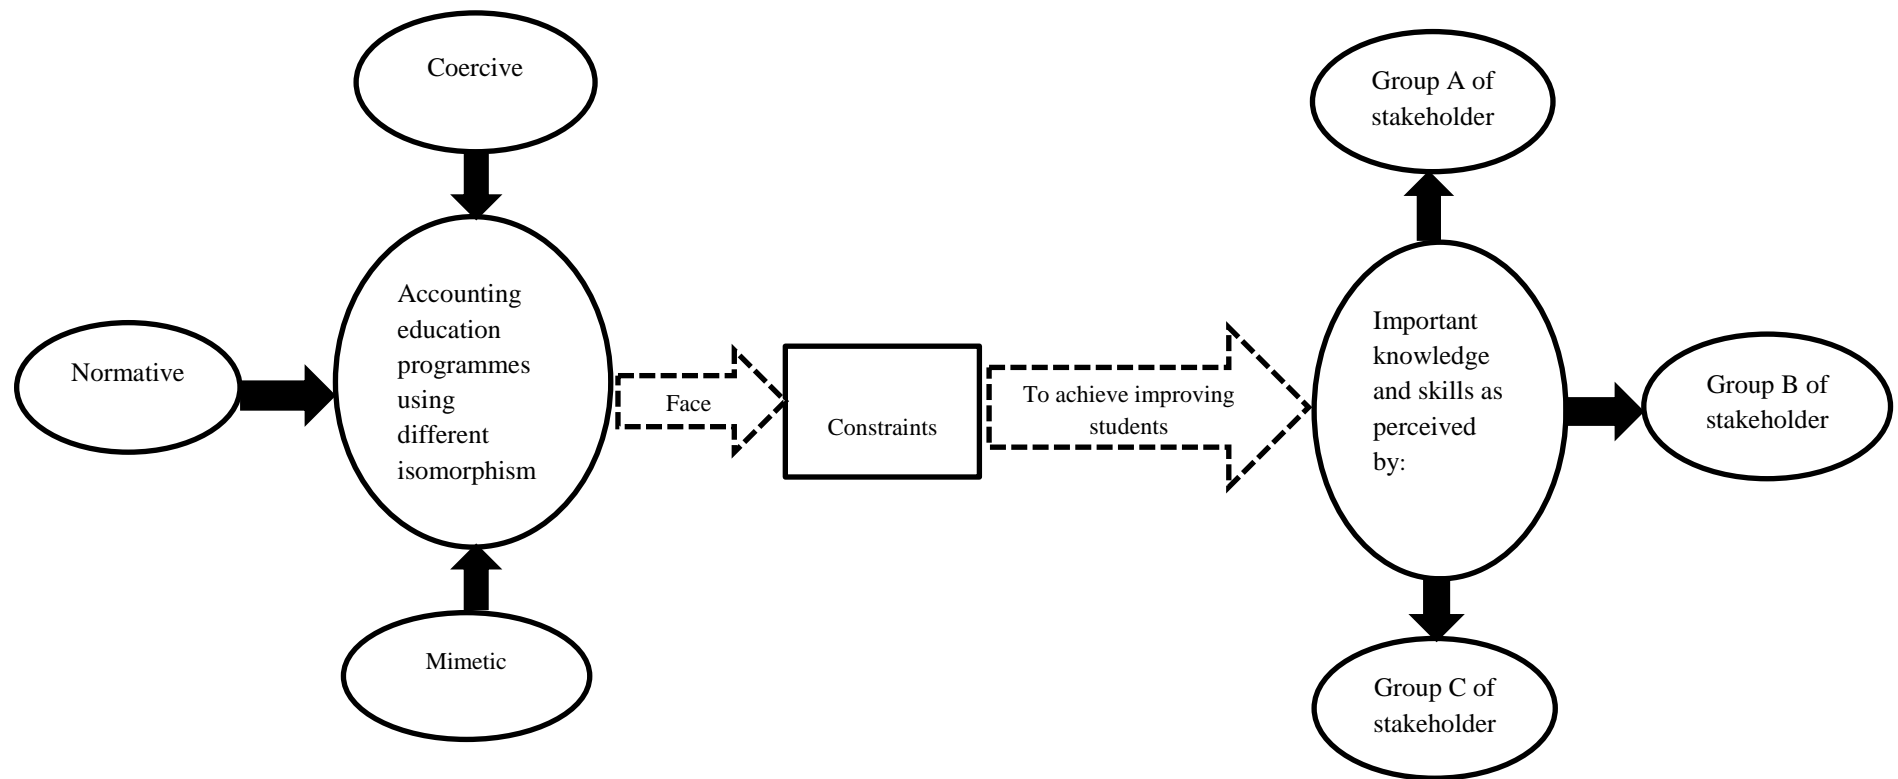 Coercive
Group A of
stakeholder
Accounting
education
programmes
using
different
isomorphism
Normative
Face
Constraints
To achieve improving
students
Important
knowledge
and skills as
perceived
by:
Group B of
stakeholder
Mimetic
Group C of
stakeholder